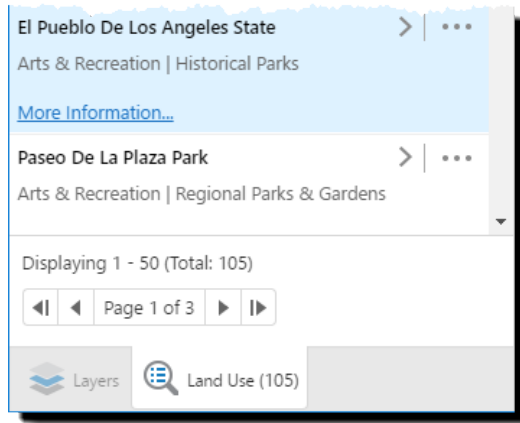 El Pueblo De Los Angeles State
Arts & Recreation | Historical Parks
More Information...
Paseo De La Plaza Park
Arts & Recreation | Regional Parks & Gardens
Displaying 1 - 50 (Total: 105)
Page 1 of 3
Layers
Land Use (105)